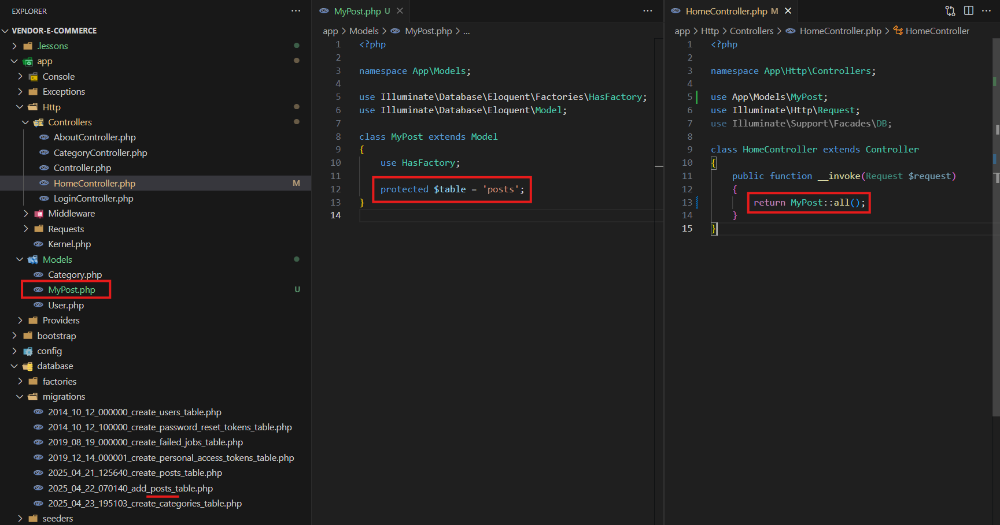 EXPLORER
VENDOR-E-COMMERCE
.lessons
app
Console
Exceptions
Http
Controllers
AboutController.php
CategoryController.php
Controller.php
HomeController.php M
LoginController.php
Middleware
Requests
Kernel.php
Models
Category.php
MyPost.php U
User.php
Providers
bootstrap
config
database
factories
migrations
2014_10_12_000000_create_users_table.php
2014_10_12_100000_create_password_reset_tokens_table.php
2019_08_19_000000_create_failed_jobs_table.php
2019_12_14_000001_create_personal_access_tokens_table.php
2025_04_21_125640_create_posts_table.php
2025_04_22_070140_add_posts_table.php
2025_04_23_195103_create_categories_table.php
seeders
MyPost.php U
app > Models > MyPost.php > ...
1 <?php
2
3 namespace App\Models;
4
5 use Illuminate\Database\Eloquent\Factories\HasFactory;
6 use Illuminate\Database\Eloquent\Model;
7
8 class MyPost extends Model
9 {
10 use HasFactory;
11
12 protected $table = 'posts';
13 }
14
HomeController.php M
app > Http > Controllers > HomeController.php > HomeController
1 <?php
2
3 namespace App\Http\Controllers;
4
5 use App\Models\MyPost;
6 use Illuminate\Http\Request;
7 use Illuminate\Support\Facades\DB;
8
9 class HomeController extends Controller
10 {
11 public function __invoke(Request $request)
12 {
13 return MyPost::all();
14 }
15 }